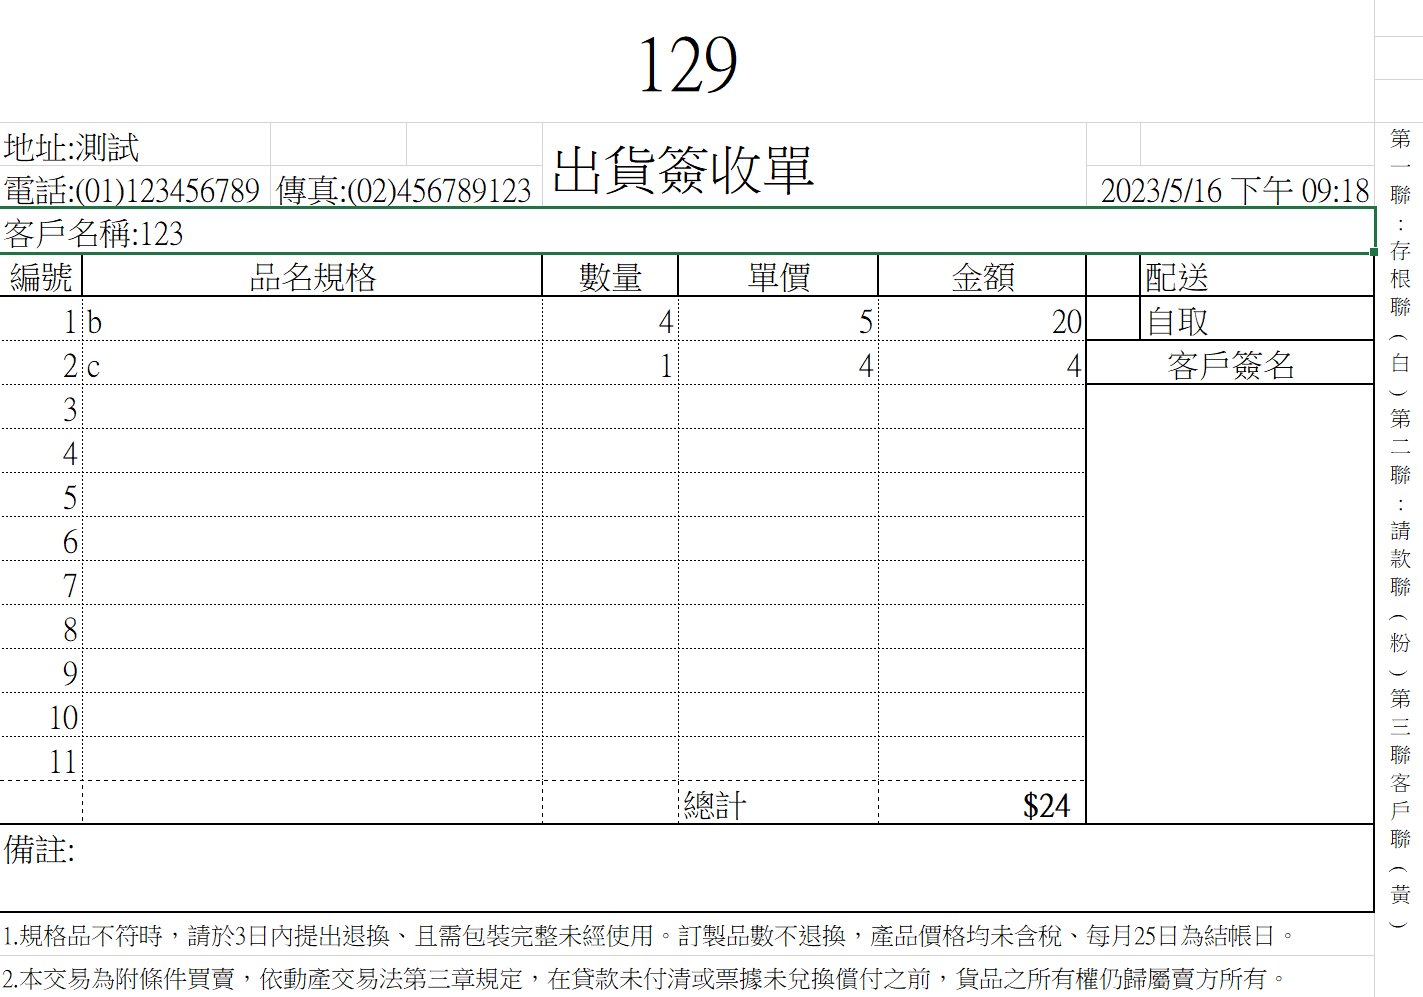 129
地址:測試
電話:(01)123456789 傳真:(02)456789123
出貨簽收單
2023/5/16 下午 09:18
客戶名稱:123
編號 品名規格 數量 單價 金額 配送
1 b 4 5 20 自取
2 c 1 4 4 客戶簽名
3
4
5
6
7
8
9
10
11
總計 $24
備註:
1.規格品不符時，請於3日內提出退換、且需包裝完整未經使用。訂製品數不退換，產品價格均未含稅、每月25日為結帳日。
2.本交易為附條件買賣，依動產交易法第三章規定，在貸款未付清或票據未兌換償付之前，貨品之所有權仍歸屬賣方所有。
第一聯：存根聯(白)第二聯：請款聯(粉)第三聯客戶聯(黃)